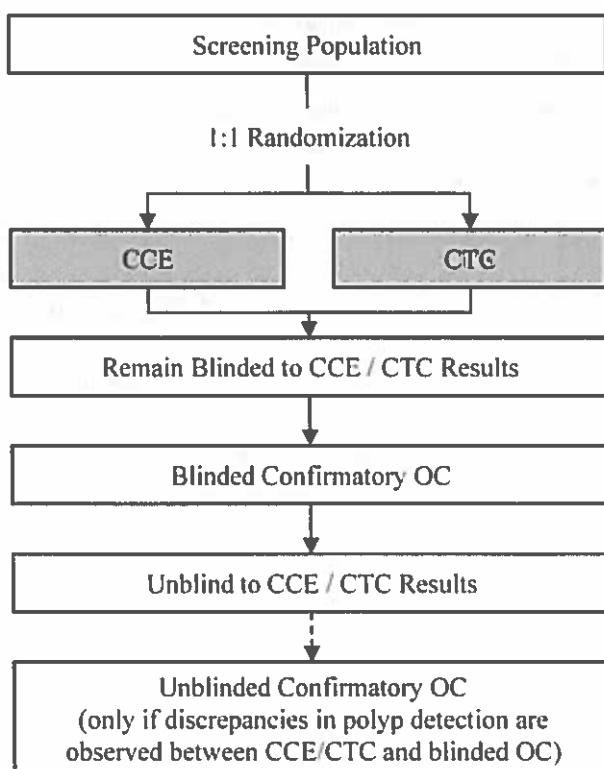 Screening Population
1:1 Randomization
CCE
CTC
Remain Blinded to CCE / CTC Results
Blinded Confirmatory OC
Unblind to CCE / CTC Results
Unblinded Confirmatory OC
(only if discrepancies in polyp detection are
observed between CCE/CTC and blinded OC)